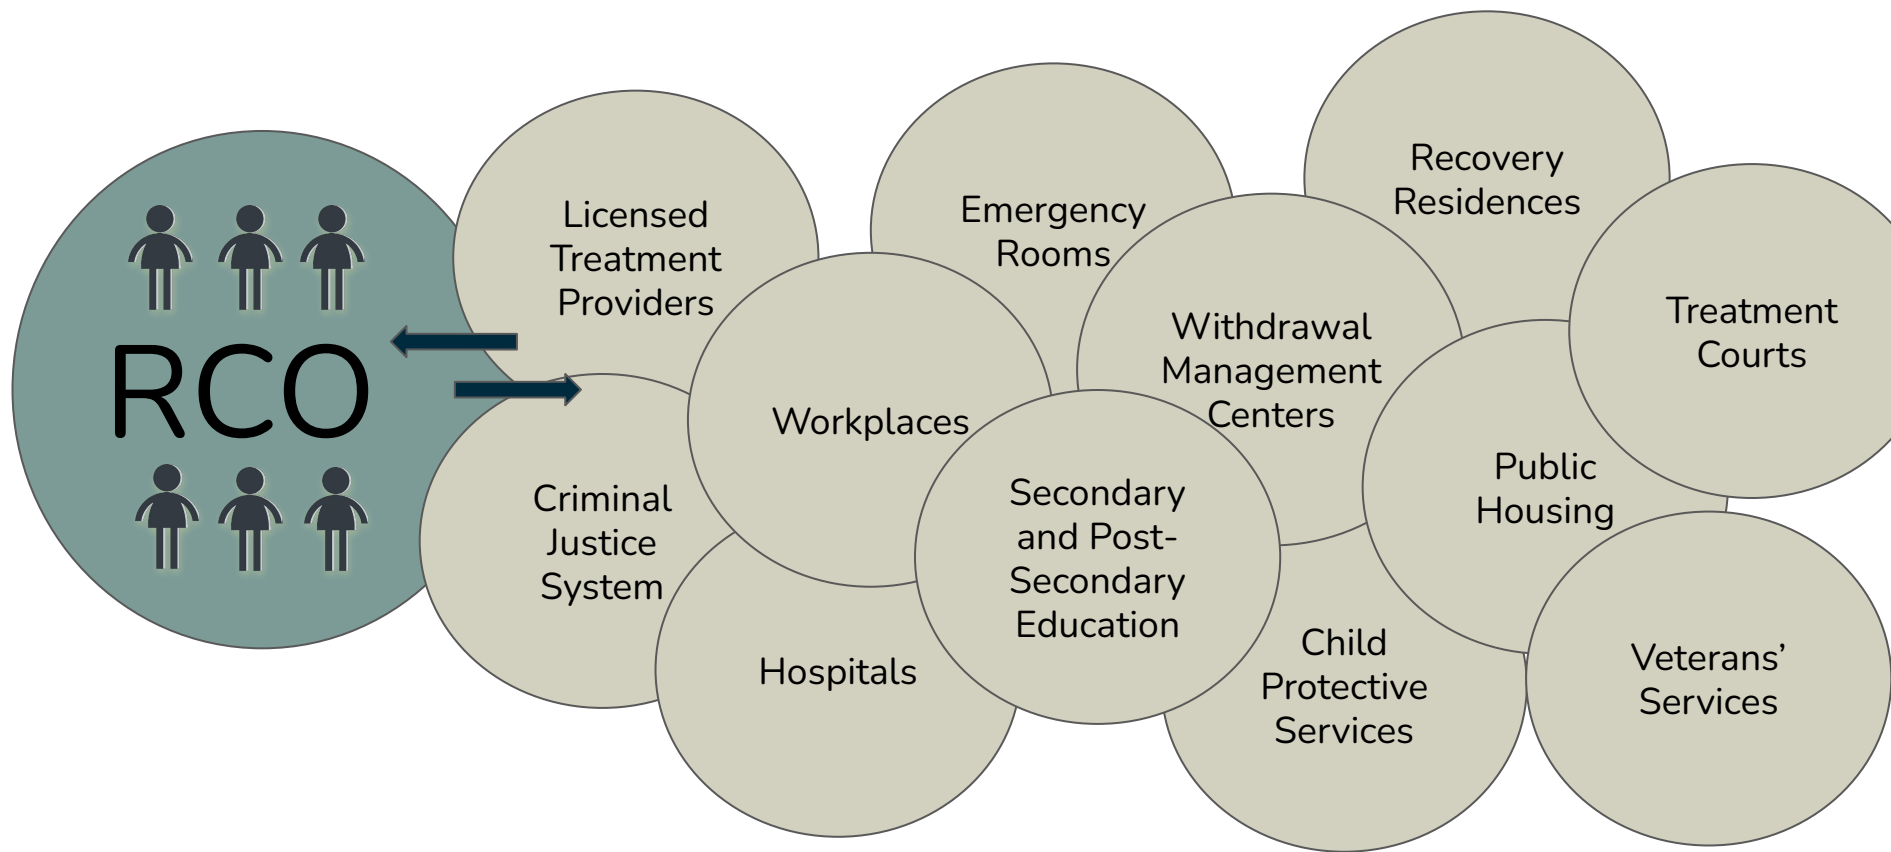 RCO
Licensed
Treatment
Providers
Criminal
Justice
System
Workplaces
Hospitals
Emergency
Rooms
Withdrawal
Management
Centers
Secondary
and Post-
Secondary
Education
Recovery
Residences
Public
Housing
Child
Protective
Services
Treatment
Courts
Veterans’
Services